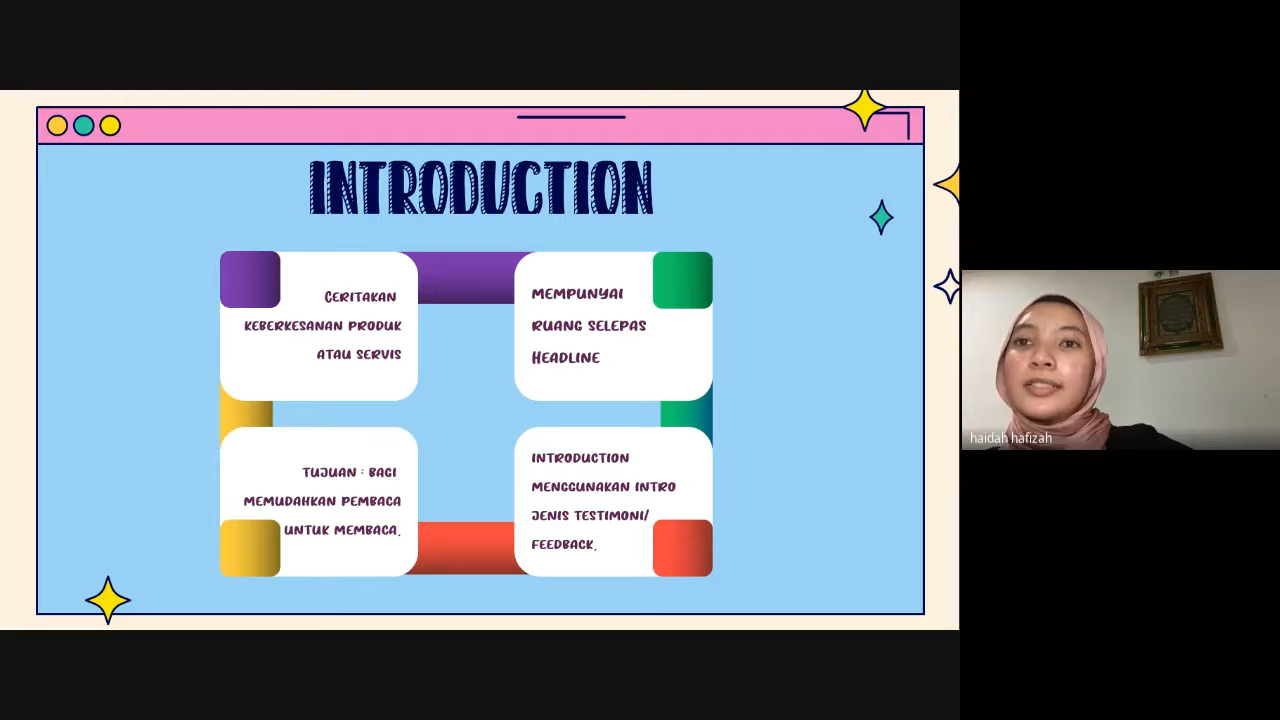 INTRODUCTION
CERITAKAN
KEBERKESANAN PRODUK
ATAU SERVIS
MEMPUNYAI
RUANG SELEPAS
HEADLINE
TUJUAN : BAGI
MEMUDAHKAN PEMBACA
UNTUK MEMBACA.
INTRODUCTION
MENGGUNAKAN INTRO
JENIS TESTIMONI/
FEEDBACK.
haidah hafizah